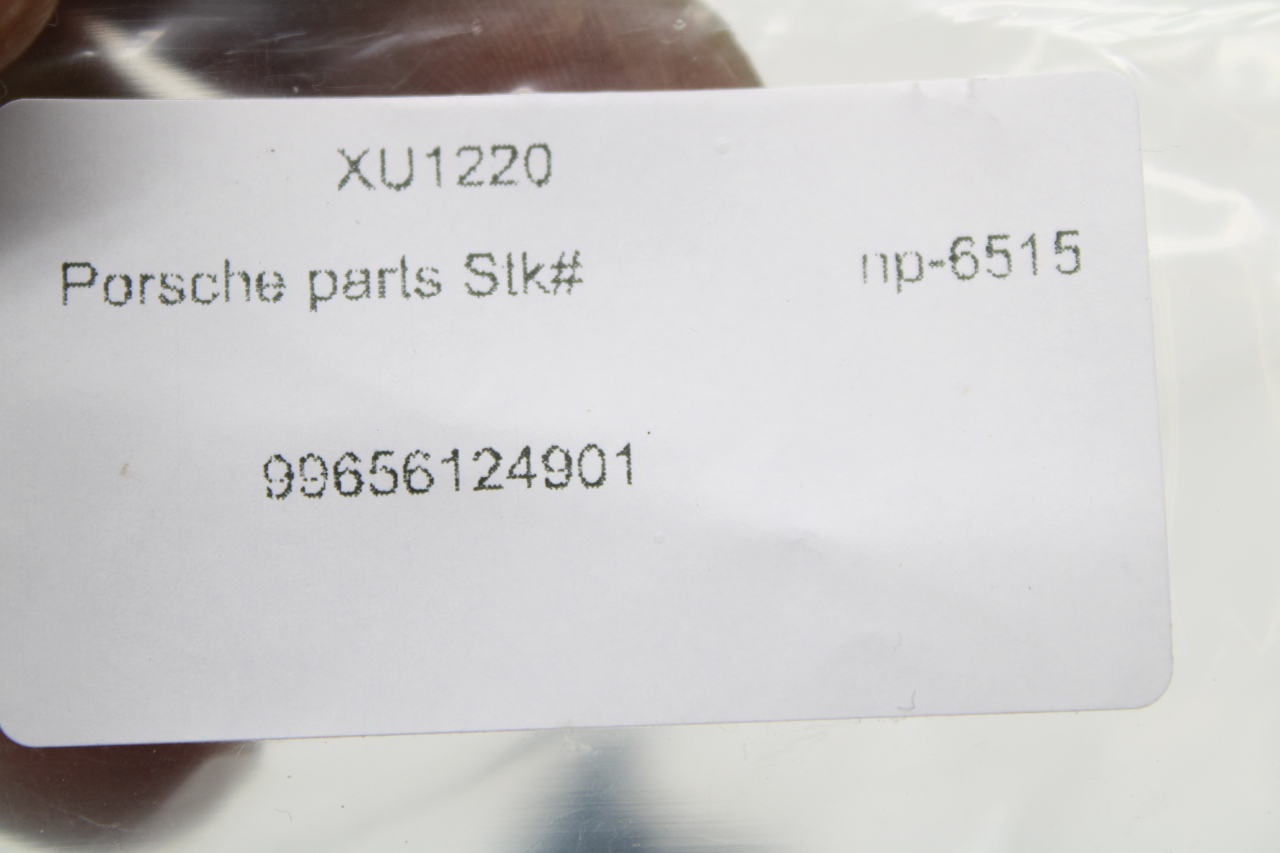 XU1220
Porsche parts Stk# np-6515
99656124901